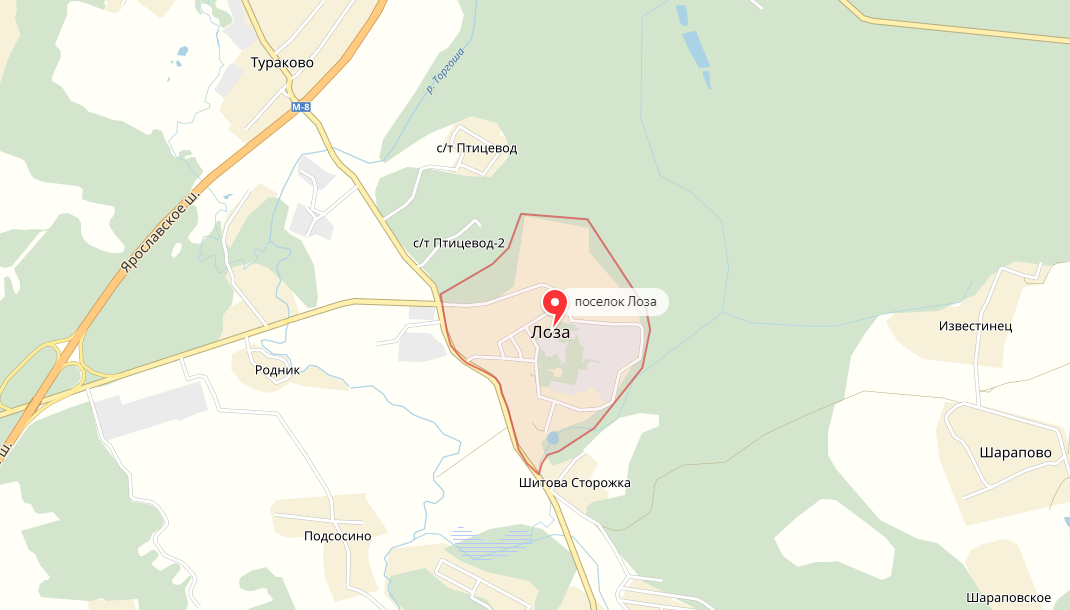 Тураково
М-8
р. Торгоша
с/т Птицевод
Ярославское ш.
с/т Птицевод-2
поселок Лоза
Лоза
Известинец
Родник
Шарапово
ш.
Шитова Сторожка
Подсосино
Шараповское